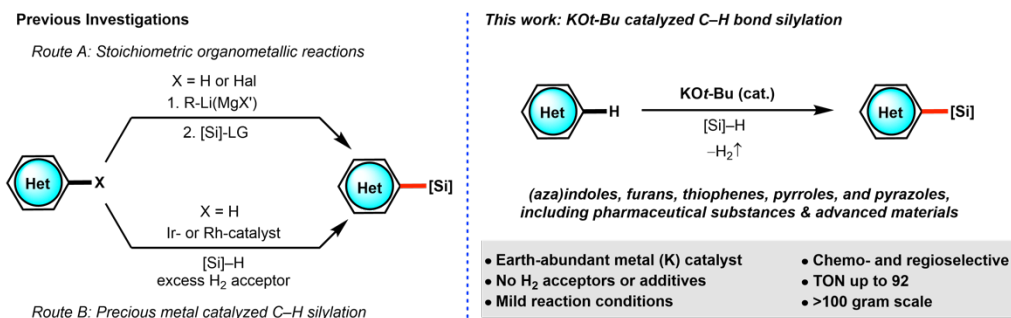 Previous Investigations
Route A: Stoichiometric organometallic reactions
X = H or Hal
1. R-Li(MgX')
2. [Si]-LG
Het
X
Het
[Si]
X = H
Ir- or Rh-catalyst
[Si]–H
excess H₂ acceptor
Route B: Precious metal catalyzed C–H silylation
This work: KOt-Bu catalyzed C–H bond silylation
Het
H
KOt-Bu (cat.)
[Si]–H
–H₂↑
Het
[Si]
(aza)indoles, furans, thiophenes, pyrroles, and pyrazoles,
including pharmaceutical substances & advanced materials
• Earth-abundant metal (K) catalyst
• No H₂ acceptors or additives
• Mild reaction conditions
• Chemo- and regioselective
• TON up to 92
• >100 gram scale